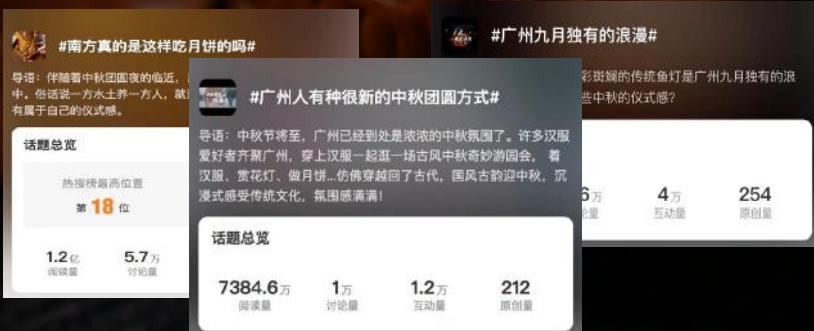 #南方真的是这样吃月饼的吗#
导语：伴随着中秋团圆夜的临近，
中。俗话说一方水土养一方人，就
有属于自己的仪式感。
话题总览
热搜榜最高位置
第 18 位
1.2亿
阅读量
5.7万
讨论量
#广州人有种很新的中秋团圆方式#
导语：中秋节将至，广州已经到处是浓浓的中秋氛围了。许多汉服
爱好者齐聚广州，穿上汉服一起逛一场古风中秋奇妙游园会， 着
汉服、赏花灯、做月饼...仿佛穿越回了古代，国风古韵迎中秋，沉
浸式感受传统文化，氛围感满满！
话题总览
7384.6万
阅读量
1万
讨论量
1.2万
互动量
212
原创量
#广州九月独有的浪漫#
彩斑斓的传统鱼灯是广州九月独有的浪
些中秋的仪式感？
6万
论量
4万
互动量
254
原创量